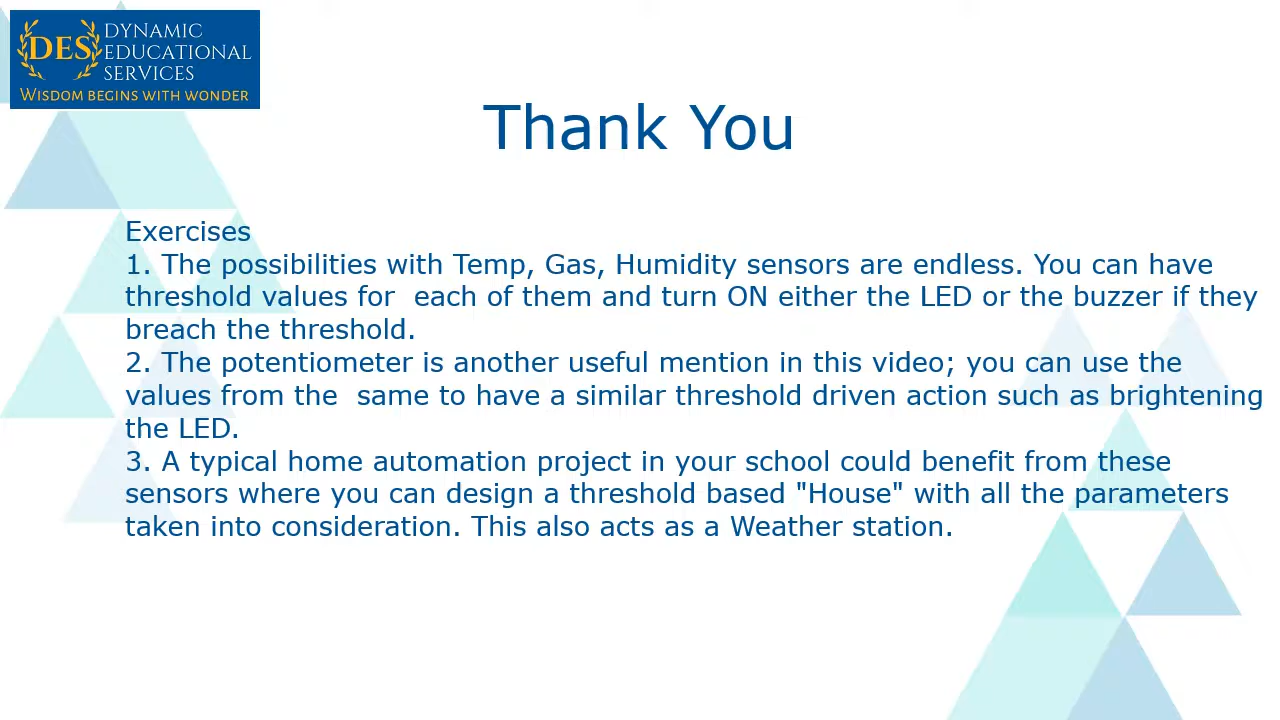 DES
DYNAMIC
EDUCATIONAL
SERVICES
WISDOM BEGINS WITH WONDER
Thank You
Exercises
1. The possibilities with Temp, Gas, Humidity sensors are endless. You can have
threshold values for  each of them and turn ON either the LED or the buzzer if they
breach the threshold.
2. The potentiometer is another useful mention in this video; you can use the
values from the  same to have a similar threshold driven action such as brightening
the LED.
3. A typical home automation project in your school could benefit from these
sensors where you can design a threshold based "House" with all the parameters
taken into consideration. This also acts as a Weather station.